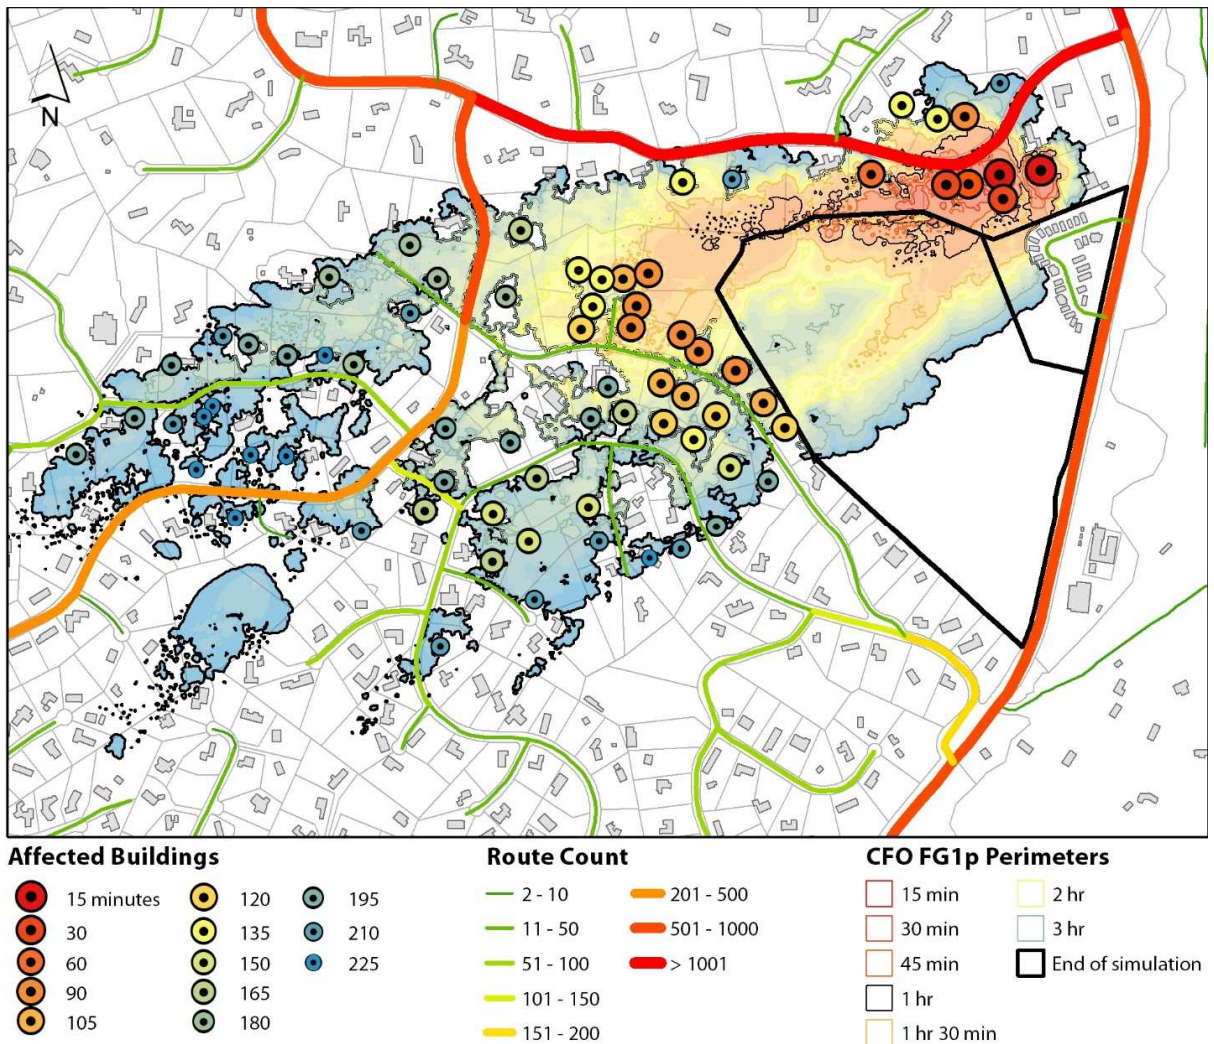 N
Affected Buildings
15 minutes
30
60
90
105
120
135
150
165
180
195
210
225
Route Count
2 - 10
11 - 50
51 - 100
101 - 150
151 - 200
201 - 500
501 - 1000
> 1001
CFO FG1p Perimeters
15 min
30 min
45 min
1 hr
1 hr 30 min
2 hr
3 hr
End of simulation